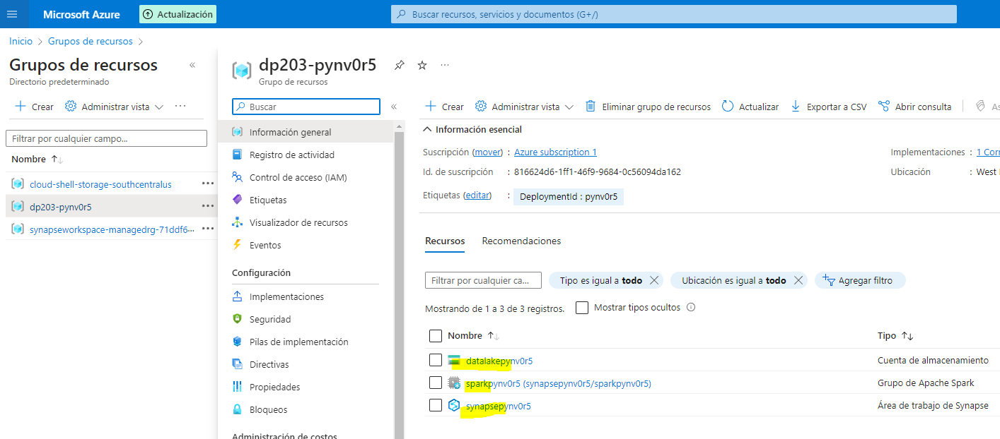 Microsoft Azure
Actualización
Buscar recursos, servicios y documentos (G+/)
Inicio > Grupos de recursos >
Grupos de recursos
Directorio predeterminado
Crear
Administrar vista
Filtrar por cualquier campo...
Nombre
cloud-shell-storage-southcentralus
dp203-pynv0r5
synapseworkspace-managedrg-71ddf6...
dp203-pynv0r5
Grupo de recursos
Buscar
Información general
Registro de actividad
Control de acceso (IAM)
Etiquetas
Visualizador de recursos
Eventos
Configuración
Implementaciones
Seguridad
Pilas de implementación
Directivas
Propiedades
Bloqueos
Administración de costos
Crear
Administrar vista
Eliminar grupo de recursos
Actualizar
Exportar a CSV
Abrir consulta
As
Información esencial
Suscripción (mover) : Azure subscription 1
Id. de suscripción : 816624d6-1ff1-46f9-9684-0c56094da162
Etiquetas (editar) : DeploymentId : pynv0r5
Implementaciones : 1 Corr
Ubicación : West
Recursos
Recomendaciones
Filtrar por cualquier ca...
Tipo es igual a todo
Ubicación es igual a todo
Agregar filtro
Mostrando de 1 a 3 de 3 registros.
Mostrar tipos ocultos
Nombre Tipo
datalakepynv0r5 Cuenta de almacenamiento
sparkpynv0r5 (synapsepynv0r5/sparkpynv0r5) Grupo de Apache Spark
synapsepynv0r5 Área de trabajo de Synapse